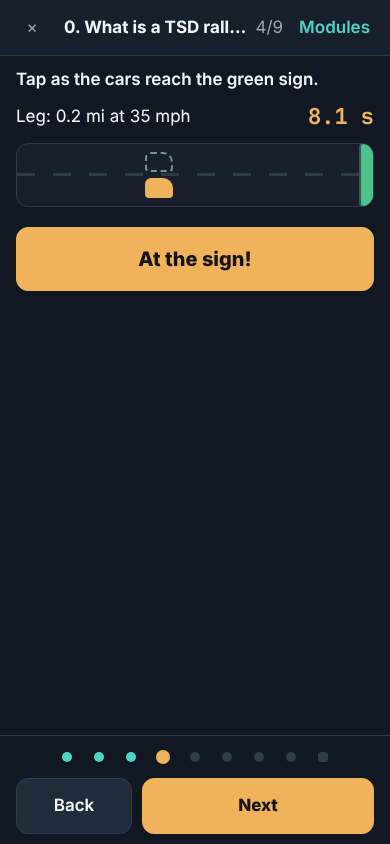 ×
0. What is a TSD rall... 4/9 Modules
Tap as the cars reach the green sign.
Leg: 0.2 mi at 35 mph 8.1 s
At the sign!
Back Next